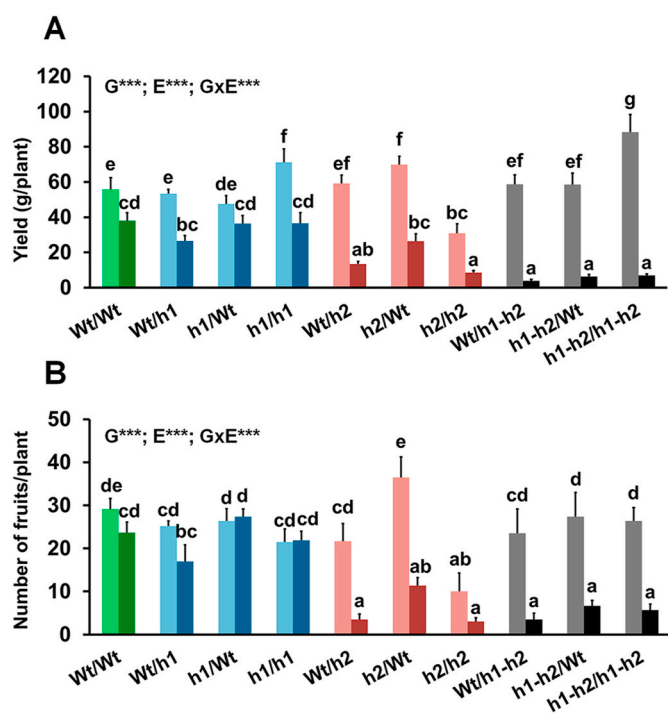 A
G***; E***; GxE***
Yield (g/plant)
120
100
80
60
40
20
0
e
cd
e
bc
de
cd
f
cd
ef
ab
f
bc
bc
a
ef
a
ef
a
g
a
Wt/Wt
Wt/h1
h1/Wt
h1/h1
Wt/h2
h2/Wt
h2/h2
Wt/h1-h2
h1-h2/Wt
h1-h2/h1-h2
B
G***; E***; GxE***
Number of fruits/plant
50
40
30
20
10
0
de
cd
cd
bc
d
d
cd
cd
cd
a
e
ab
ab
a
cd
a
d
a
d
a
Wt/Wt
Wt/h1
h1/Wt
h1/h1
Wt/h2
h2/Wt
h2/h2
Wt/h1-h2
h1-h2/Wt
h1-h2/h1-h2